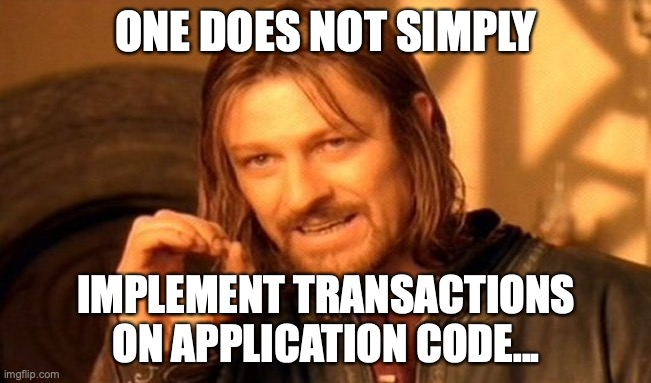 ONE DOES NOT SIMPLY
IMPLEMENT TRANSACTIONS
ON APPLICATION CODE...
imgflip.com